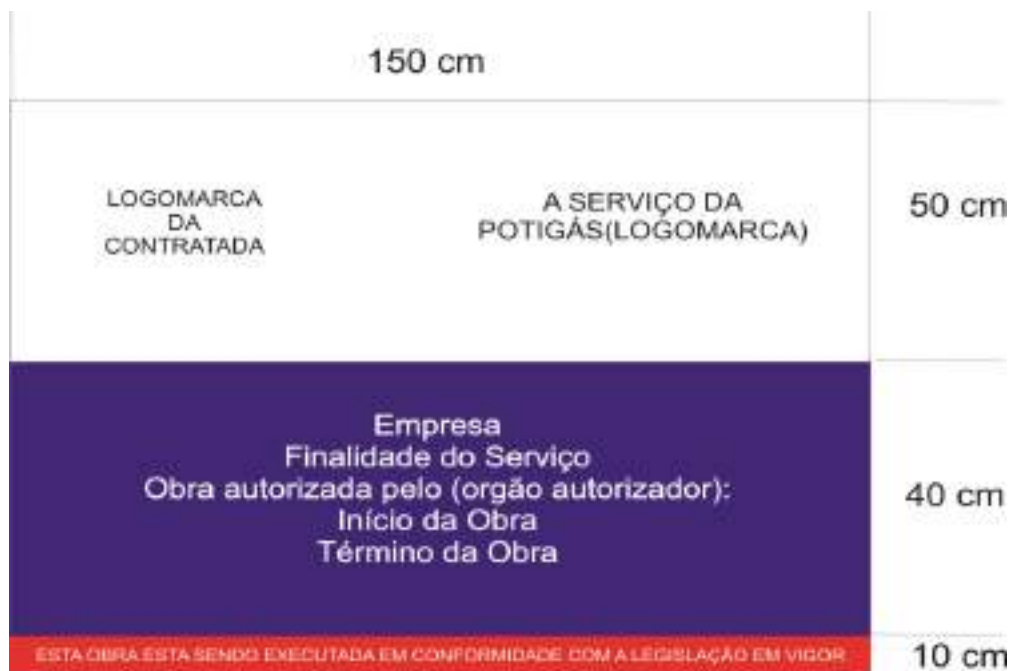 150 cm
LOGOMARCA
DA
CONTRATADA
A SERVIÇO DA
POTIGÁS(LOGOMARCA)
50 cm
Empresa
Finalidade do Serviço
Obra autorizada pelo (orgão autorizador):
Início da Obra
Término da Obra
40 cm
ESTA OBRA ESTA SENDO EXECUTADA EM CONFORMIDADE COM A LEGISLAÇÃO EM VIGOR
10 cm